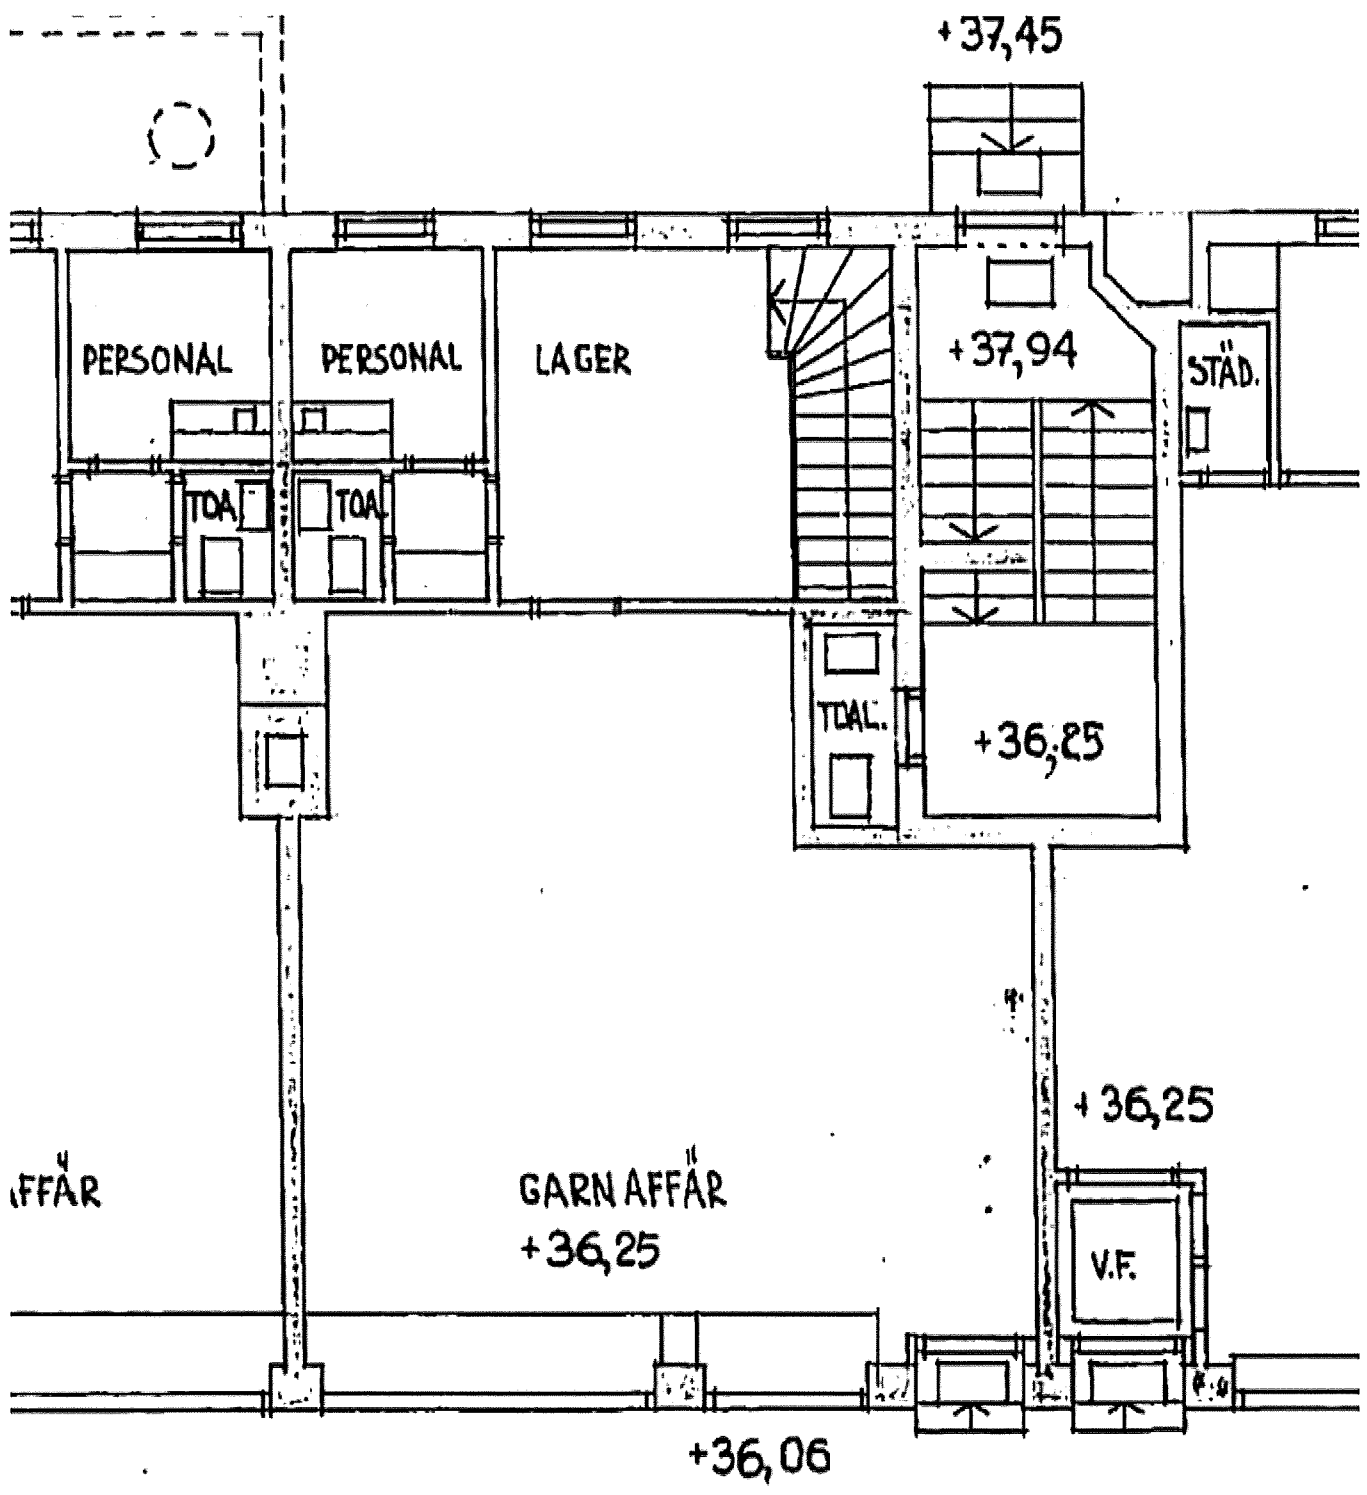 +37,45
PERSONAL
PERSONAL
LAGER
+37,94
STÄD.
TOA
TOA.
TOAL.
+36,25
+36,25
AFFÄR
GARN AFFÄR
+36,25
V.F.
+36,06